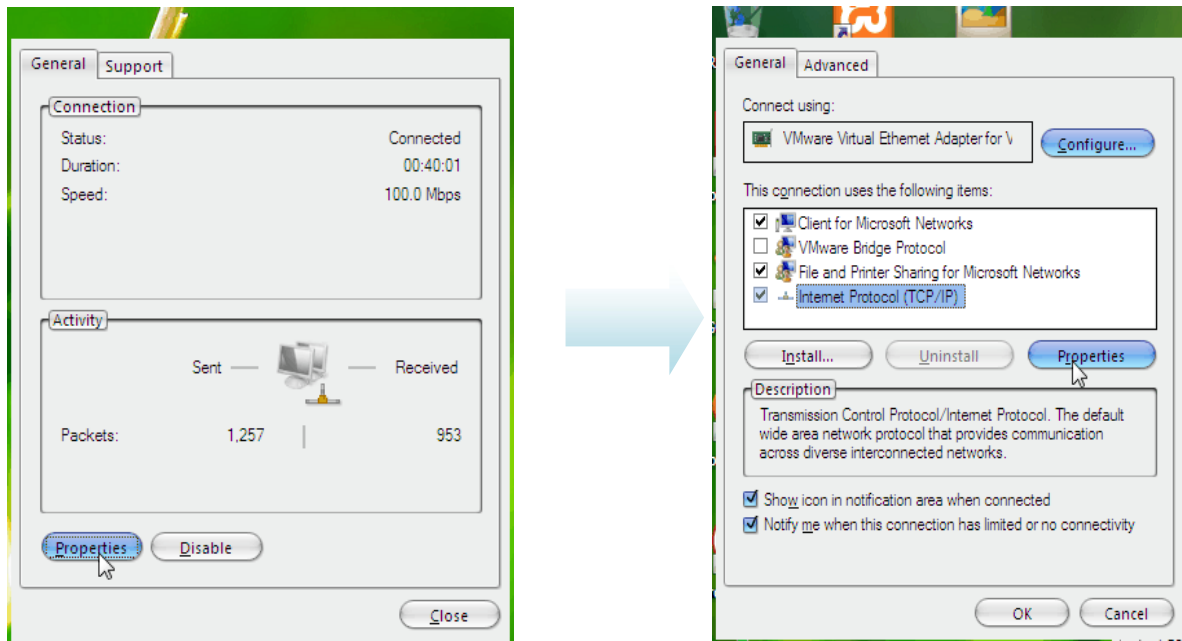 General Support
Connection
Status: Connected
Duration: 00:40:01
Speed: 100.0 Mbps
Activity
Sent Received
Packets: 1,257 953
Properties Disable
Close
General Advanced
Connect using:
VMware Virtual Ethernet Adapter for V
Configure...
This connection uses the following items:
Client for Microsoft Networks
VMware Bridge Protocol
File and Printer Sharing for Microsoft Networks
Internet Protocol (TCP/IP)
Install... Uninstall Properties
Description
Transmission Control Protocol/Internet Protocol. The default
wide area network protocol that provides communication
across diverse interconnected networks.
Show icon in notification area when connected
Notify me when this connection has limited or no connectivity
OK Cancel